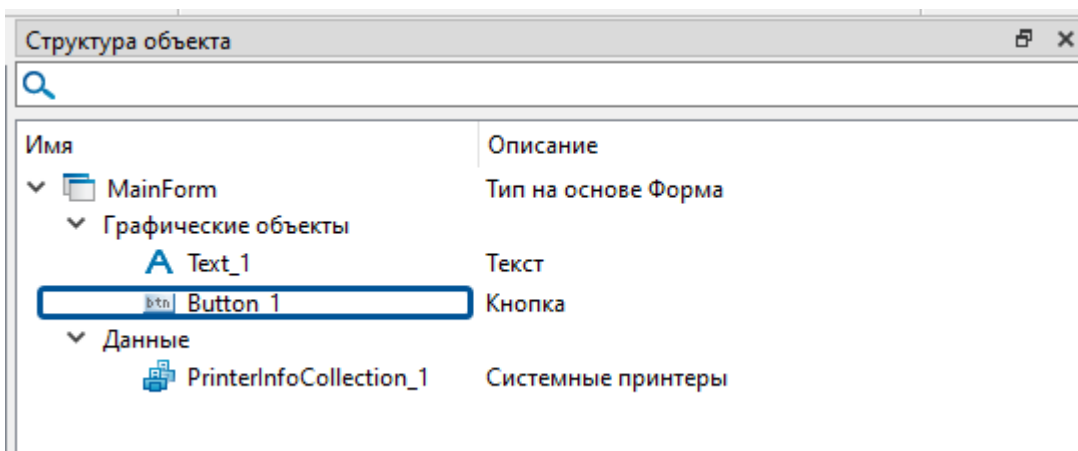 Структура объекта
Имя Описание
MainForm Тип на основе Форма
Графические объекты
A Text_1 Текст
btn Button_1 Кнопка
Данные
PrinterInfoCollection_1 Системные принтеры